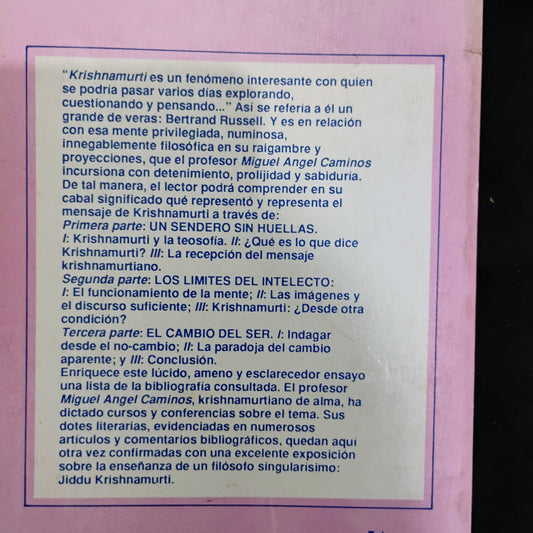 “Krishnamurti es un fenómeno interesante con quien
se podría pasar varios días explorando,
cuestionando y pensando...” Así se refería a él un
grande de veras: Bertrand Russell. Y es en relación
con esa mente privilegiada, numinosa,
innegablemente filosófica en su raigambre y
proyecciones, que el profesor Miguel Angel Caminos
incursiona con detenimiento, prolijidad y sabiduría.
De tal manera, el lector podrá comprender en su
cabal significado qué representó y representa el
mensaje de Krishnamurti a través de:
Primera parte: UN SENDERO SIN HUELLAS.
I: Krishnamurti y la teosofía. II: ¿Qué es lo que dice
Krishnamurti? III: La recepción del mensaje
krishnamurtiano.
Segunda parte: LOS LIMITES DEL INTELECTO:
I: El funcionamiento de la mente; II: Las imágenes y
el discurso suficiente; III: Krishnamurti: ¿Desde otra
condición?
Tercera parte: EL CAMBIO DEL SER. I: Indagar
desde el no-cambio; II: La paradoja del cambio
aparente; y III: Conclusión.
Enriquece este lúcido, ameno y esclarecedor ensayo
una lista de la bibliografía consultada. El profesor
Miguel Angel Caminos, krishnamurtiano de alma, ha
dictado cursos y conferencias sobre el tema. Sus
dotes literarias, evidenciadas en numerosos
artículos y comentarios bibliográficos, quedan aquí
otra vez confirmadas con una excelente exposición
sobre la enseñanza de un filósofo singularísimo:
Jiddu Krishnamurti.